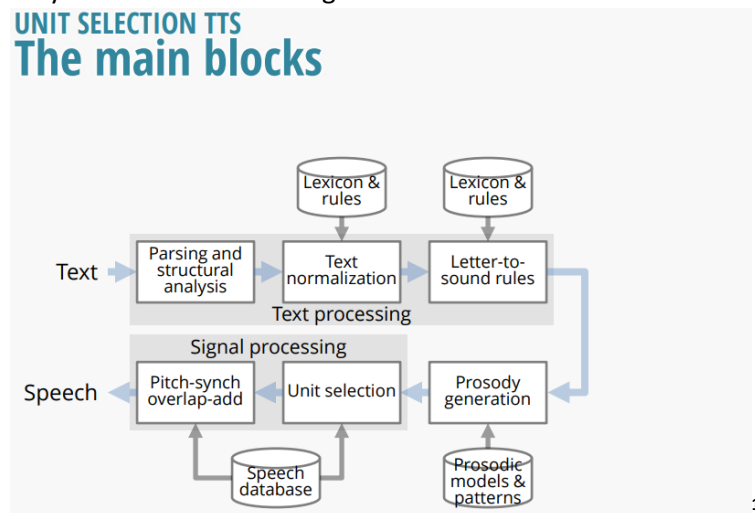 UNIT SELECTION TTS
The main blocks
Lexicon &
rules
Lexicon &
rules
Text
Parsing and
structural
analysis
Text
normalization
Letter-to-
sound rules
Text processing
Signal processing
Speech
Pitch-synch
overlap-add
Unit selection
Prosody
generation
Speech
database
Prosodic
models &
patterns